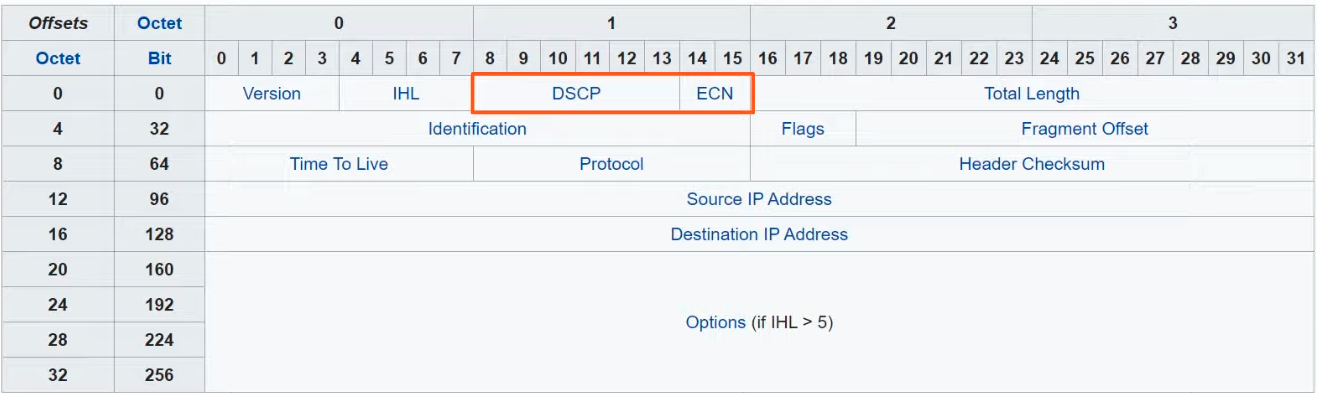 Offsets Octet 0 1 2 3
Octet Bit 0 1 2 3 4 5 6 7 8 9 10 11 12 13 14 15 16 17 18 19 20 21 22 23 24 25 26 27 28 29 30 31
0 0 Version IHL DSCP ECN Total Length
4 32 Identification Flags Fragment Offset
8 64 Time To Live Protocol Header Checksum
12 96 Source IP Address
16 128 Destination IP Address
20 160
24 192
Options (if IHL > 5)
28 224
32 256